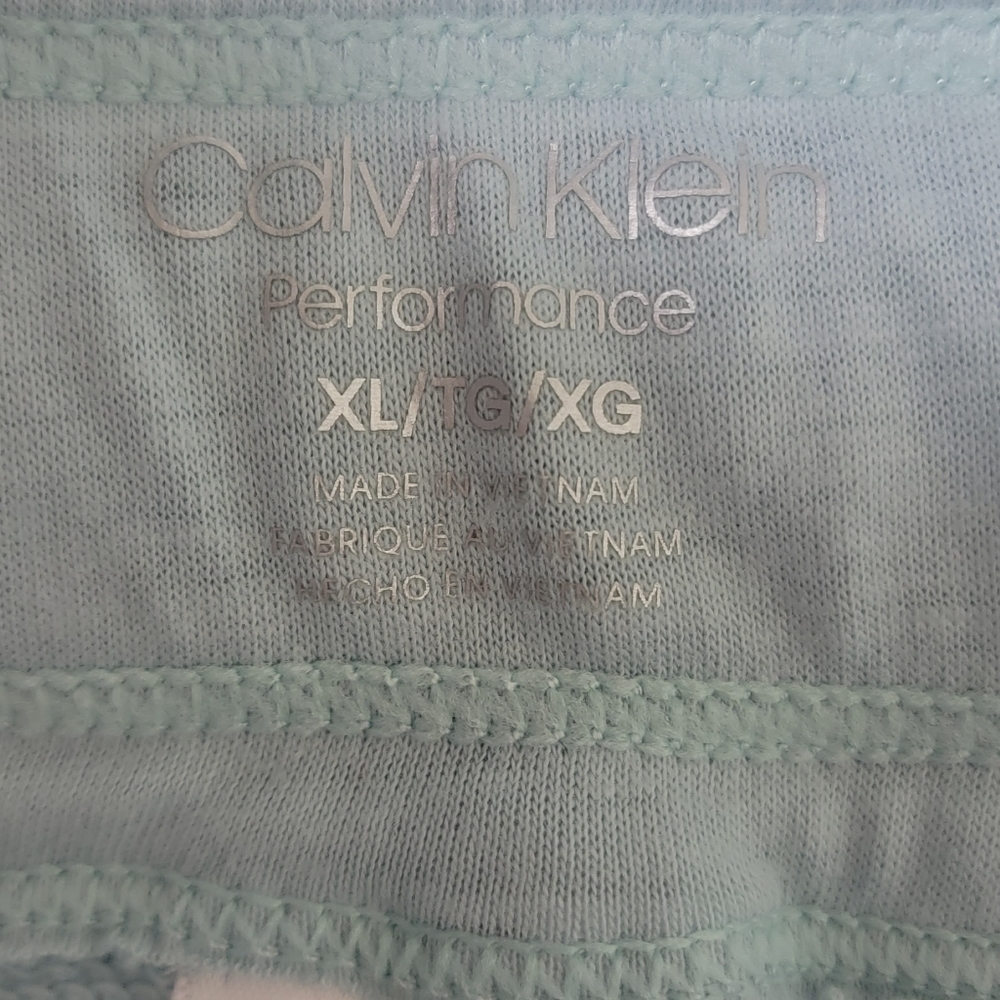 Calvin Klein
Performance
XL/TG/XG
MADE IN VIETNAM
FABRIQUE AU VIETNAM
HECHO EN VIETNAM